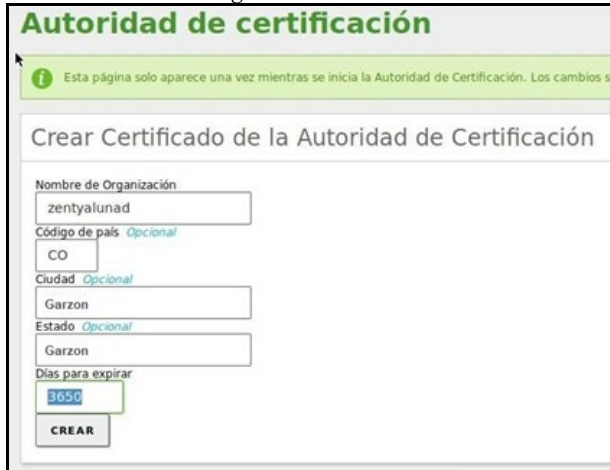 Autoridad de certificación
Esta página solo aparece una vez mientras se inicia la Autoridad de Certificación. Los cambios s
Crear Certificado de la Autoridad de Certificación
Nombre de Organización
zentyalunad
Código de país Opcional
CO
Ciudad Opcional
Garzon
Estado Opcional
Garzon
Días para expirar
3650
CREAR